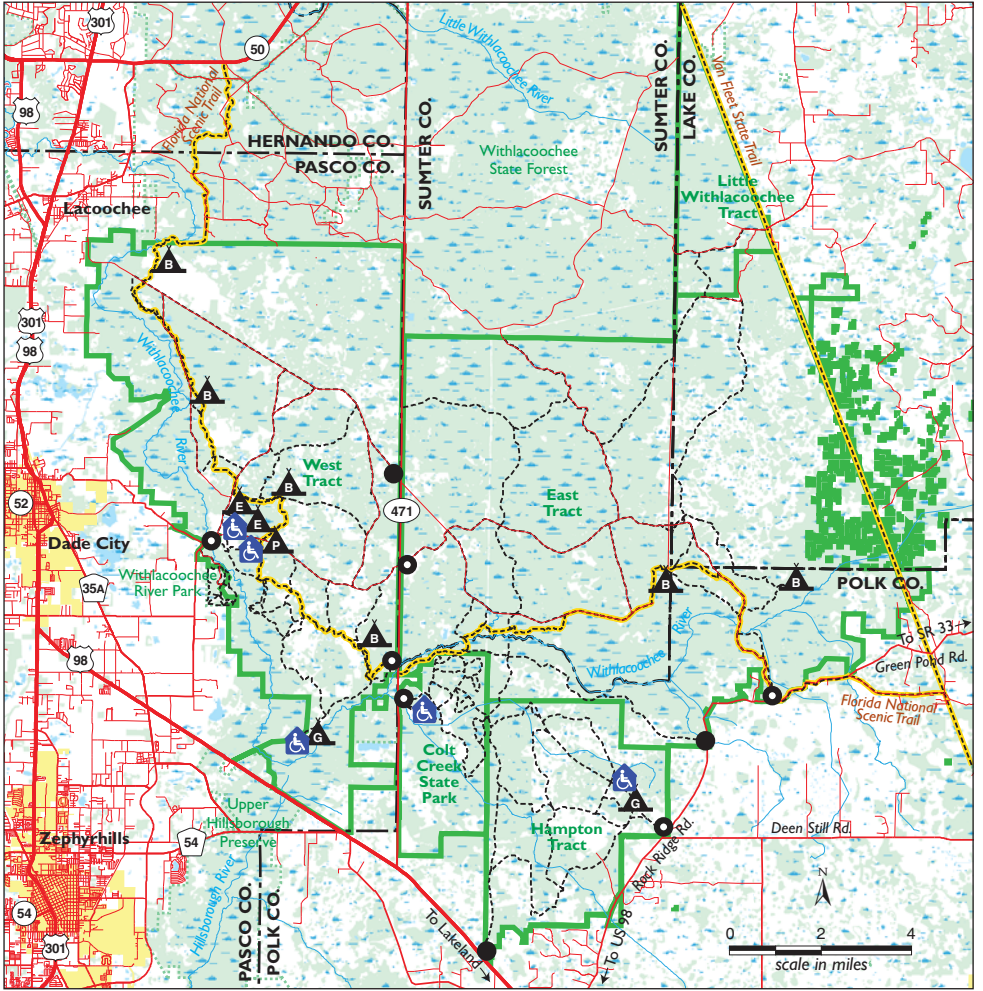 301
50
Little Withlacoochee River
98
Florida National
Scenic Trail
SUMTER CO.
LAKE CO.
Van Fleet State Trail
HERNANDO CO.
PASCO CO.
SUMTER CO.
Withlacoochee
State Forest
Little
Withlacoochee
Tract
Lacoochee
B
301
98
Withlacoochee
River
B
West
Tract
B
52
E
E
P
471
East
Tract
Dade City
Withlacoochee
River Park
35A
B
B
POLK CO.
To SR 33
Green Pond Rd.
98
B
River
Withlacoochee
Florida National
Scenic Trail
G
Colt
Creek
State
Park
G
Upper
Hillsborough
Preserve
Hampton
Tract
Deen Still Rd.
Zephyrhills
54
Rock Ridge Rd.
N
Hillsborough River
54
301
PASCO CO.
POLK CO.
To Lakeland
To US 98
0 2 4
scale in miles